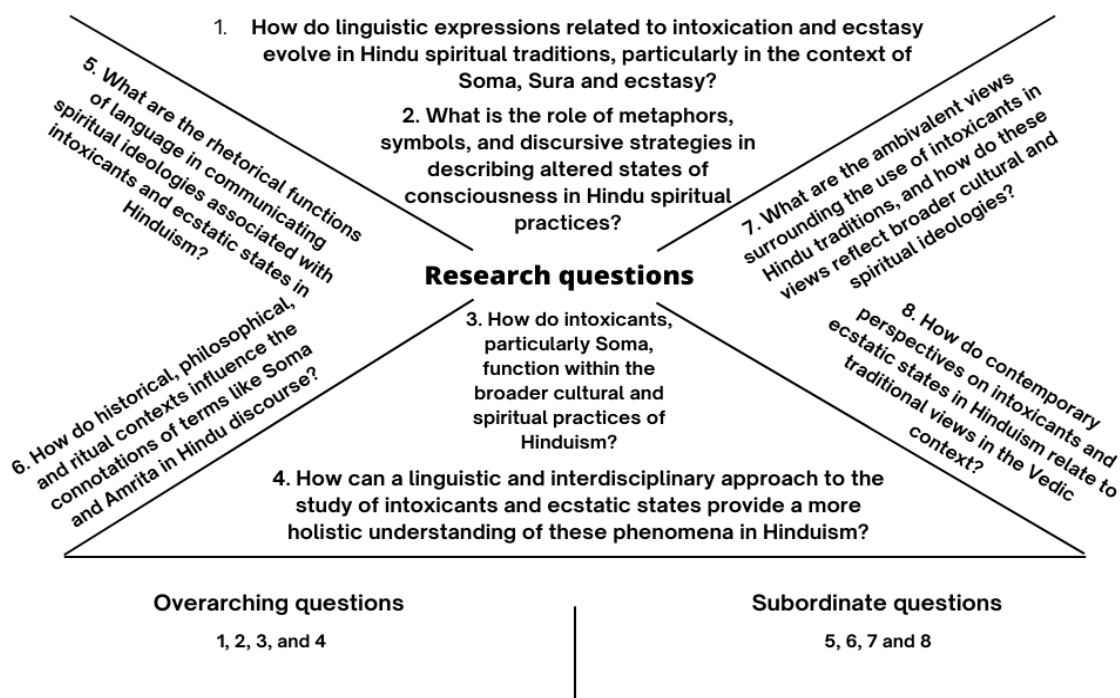 1. How do linguistic expressions related to intoxication and ecstasy
evolve in Hindu spiritual traditions, particularly in the context of
Soma, Sura and ecstasy?
2. What is the role of metaphors,
symbols, and discursive strategies in
describing altered states of
consciousness in Hindu spiritual
practices?
5. What are the rhetorical functions
of language in communicating
spiritual ideologies associated with
intoxicants and ecstatic states in
Hinduism?
7. What are the ambivalent views
surrounding the use of intoxicants in
Hindu traditions, and how do these
views reflect broader cultural and
spiritual ideologies?
Research questions
3. How do intoxicants,
particularly Soma,
function within the
broader cultural and
spiritual practices of
Hinduism?
6. How do historical, philosophical,
and ritual contexts influence the
connotations of terms like Soma
and Amrita in Hindu discourse?
8. How do contemporary
perspectives on intoxicants and
ecstatic states in Hinduism relate to
traditional views in the Vedic
context?
4. How can a linguistic and interdisciplinary approach to the
study of intoxicants and ecstatic states provide a more
holistic understanding of these phenomena in Hinduism?
Overarching questions
1, 2, 3, and 4
Subordinate questions
5, 6, 7 and 8